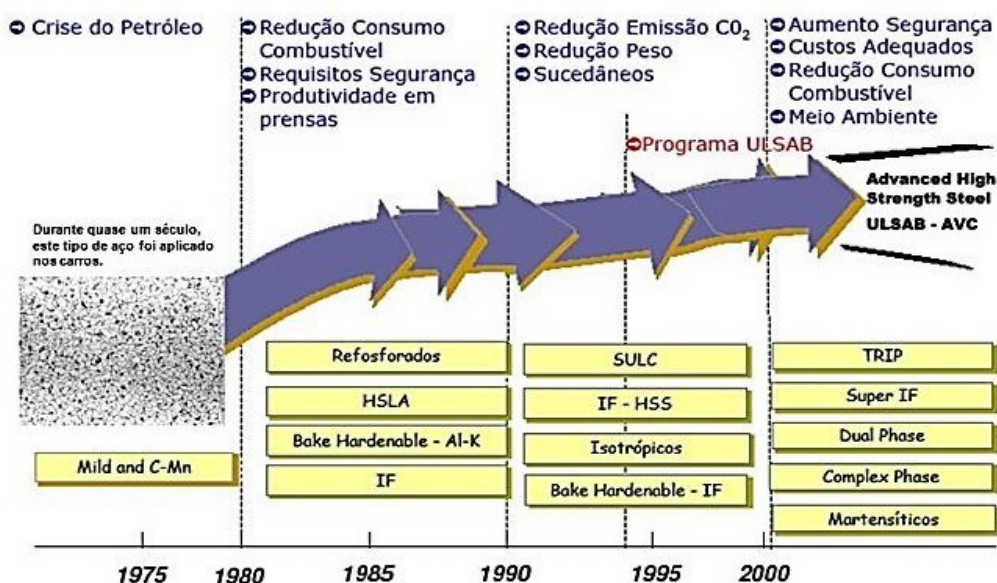 Crise do Petróleo
Redução Consumo
Combustível
Requisitos Segurança
Produtividade em
prensas
Redução Emissão C0₂
Redução Peso
Sucedâneos
Aumento Segurança
Custos Adequados
Redução Consumo
Combustível
Meio Ambiente
Programa ULSAB
Advanced High
Strength Steel
ULSAB - AVC
Durante quase um século,
este tipo de aço foi aplicado
nos carros.
Mild and C-Mn
Refosforados
HSLA
Bake Hardenable - Al-K
IF
SULC
IF - HSS
Isotrópicos
Bake Hardenable - IF
TRIP
Super IF
Dual Phase
Complex Phase
Martensíticos
1975 1980 1985 1990 1995 2000